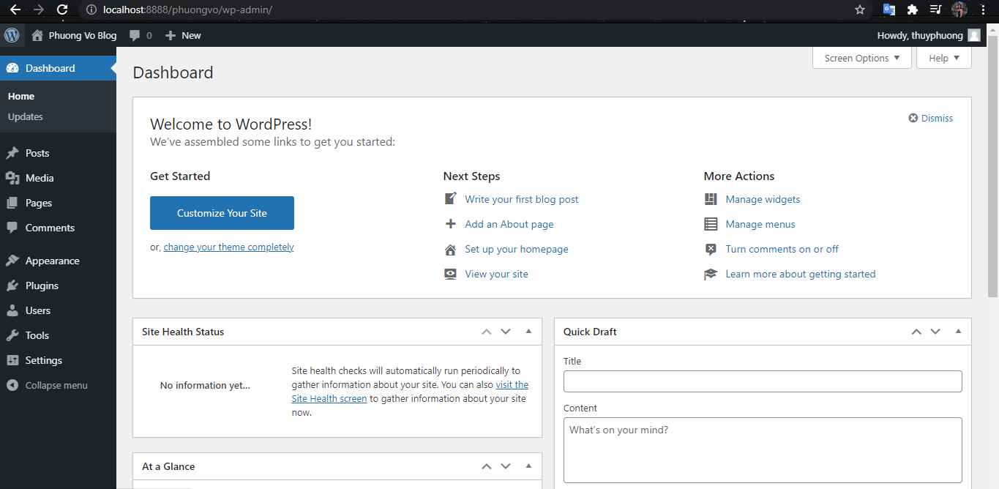 localhost:8888/phuongvo/wp-admin/
Phuong Vo Blog 0 New
Howdy, thuyphuong
Dashboard
Home
Updates
Posts
Media
Pages
Comments
Appearance
Plugins
Users
Tools
Settings
Collapse menu
Screen Options
Help
Dashboard
Welcome to WordPress!
We've assembled some links to get you started:
Dismiss
Get Started
Customize Your Site
or, change your theme completely
Next Steps
Write your first blog post
Add an About page
Set up your homepage
View your site
More Actions
Manage widgets
Manage menus
Turn comments on or off
Learn more about getting started
Site Health Status
No information yet...
Site health checks will automatically run periodically to
gather information about your site. You can also visit the
Site Health screen to gather information about your site
now.
At a Glance
Quick Draft
Title
Content
What's on your mind?